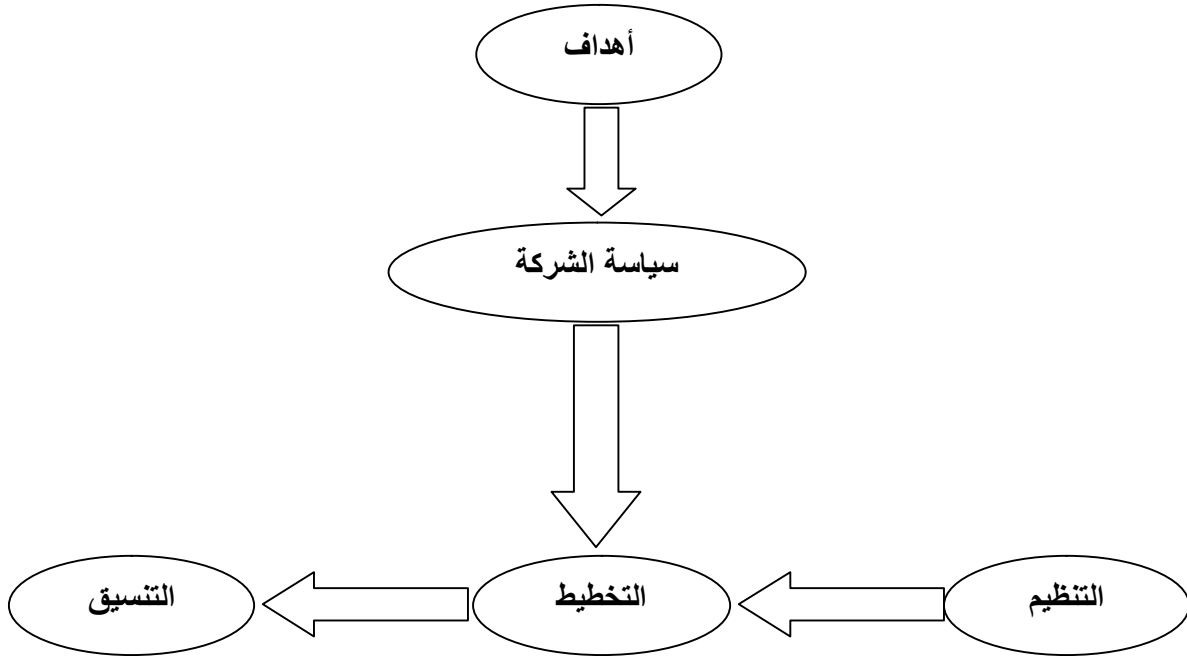 أهداف
سياسة الشركة
التنظيم
التخطيط
التنسيق